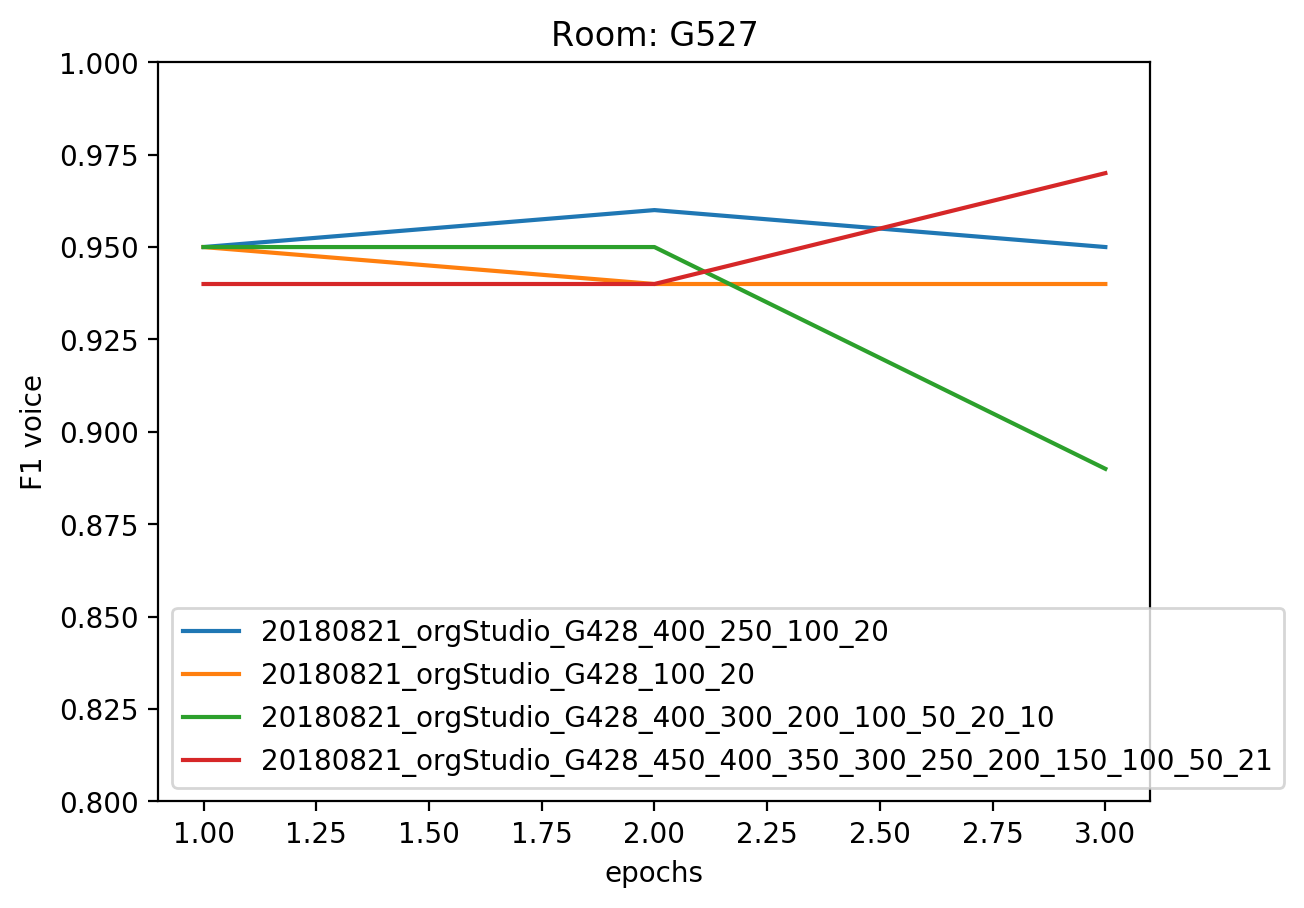 Room: G527
1.000
0.975
0.950
0.925
0.900
0.875
0.850
0.825
0.800
F1 voice
20180821_orgStudio_G428_400_250_100_20
20180821_orgStudio_G428_100_20
20180821_orgStudio_G428_400_300_200_100_50_20_10
20180821_orgStudio_G428_450_400_350_300_250_200_150_100_50_21
1.00 1.25 1.50 1.75 2.00 2.25 2.50 2.75 3.00
epochs